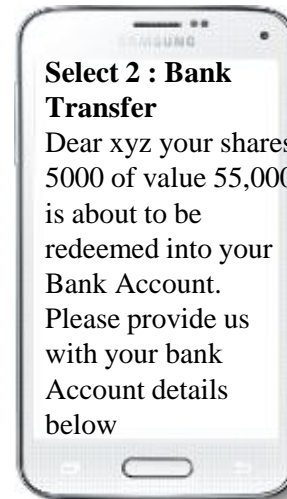 SAMSUNG
Select 2 : Bank
Transfer
Dear xyz your shares
5000 of value 55,000
is about to be
redeemed into your
Bank Account.
Please provide us
with your bank
Account details
below